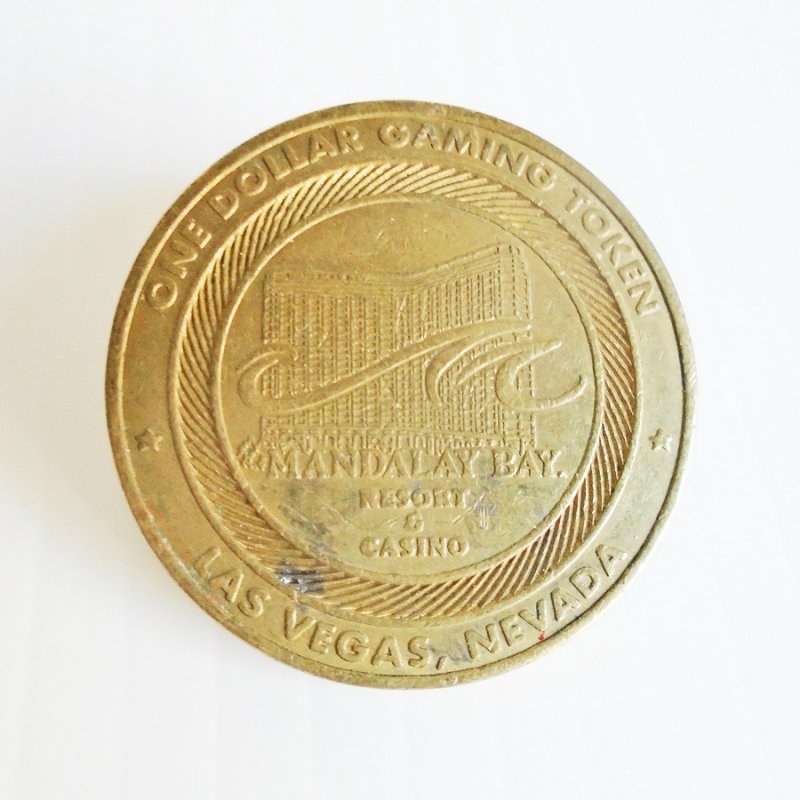 ONE DOLLAR GAMING TOKEN
MANDALAY BAY.
RESORT
&
CASINO
LAS VEGAS, NEVADA